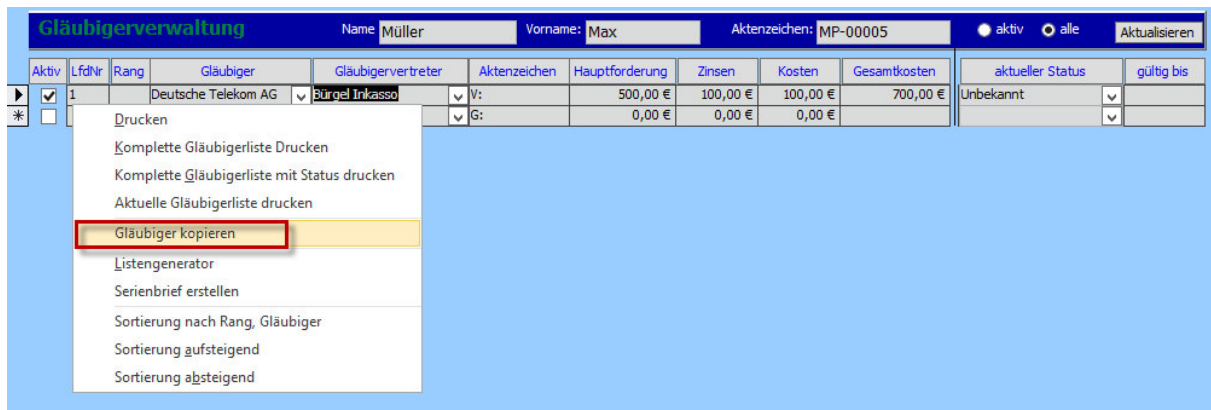 Gläubigerverwaltung Name Müller Vorname: Max Aktenzeichen: MP-00005 aktiv alle Aktualisieren
Aktiv LfdNr Rang Gläubiger Gläubigervertreter Aktenzeichen Hauptforderung Zinsen Kosten Gesamtkosten aktueller Status gültig bis
1 Deutsche Telekom AG Bürgel Inkasso V: 500,00 € 100,00 € 100,00 € 700,00 € Unbekannt
G: 0,00 € 0,00 € 0,00 €
Drucken
Komplette Gläubigerliste Drucken
Komplette Gläubigerliste mit Status drucken
Aktuelle Gläubigerliste drucken
Gläubiger kopieren
Listengenerator
Serienbrief erstellen
Sortierung nach Rang, Gläubiger
Sortierung aufsteigend
Sortierung absteigend